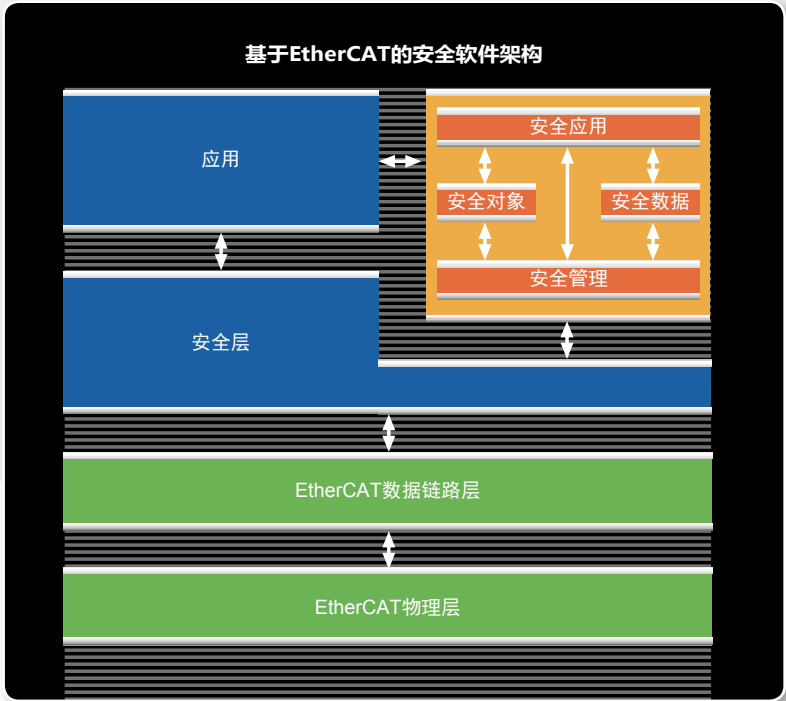 基于EtherCAT的安全软件架构
应用
安全应用
安全对象
安全数据
安全管理
安全层
EtherCAT数据链路层
EtherCAT物理层